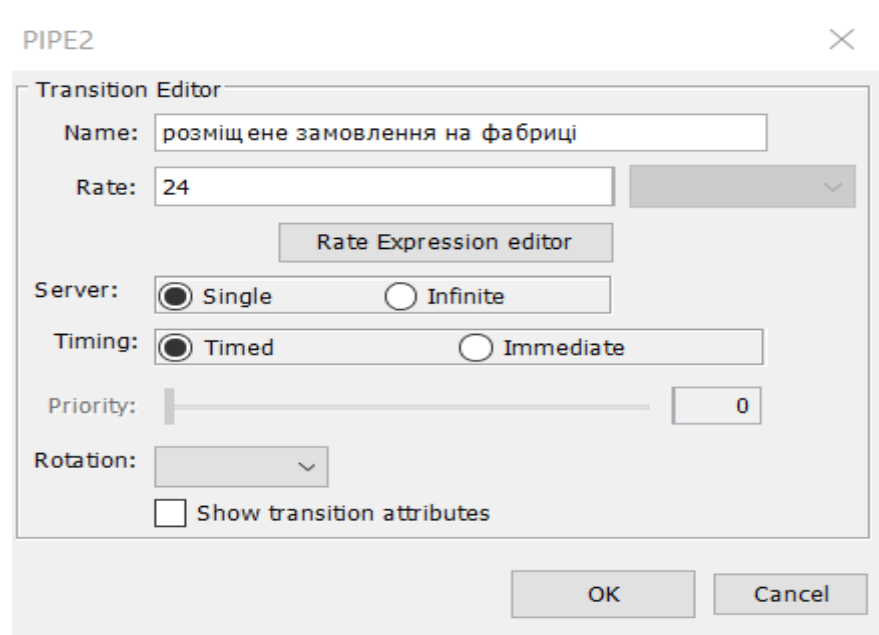 PIPE2
Transition Editor
Name: розміщене замовлення на фабриці
Rate: 24
Rate Expression editor
Server: Single Infinite
Timing: Timed Immediate
Priority: 0
Rotation:
Show transition attributes
OK Cancel